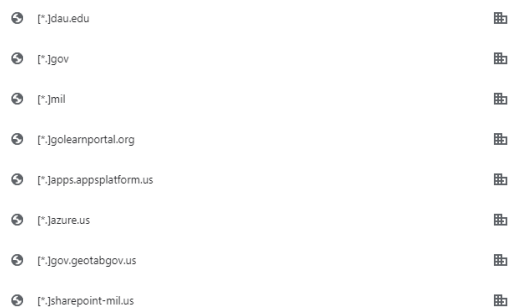 [*.]dau.edu
[*.]gov
[*.]mil
[*.]golearnportal.org
[*.]apps.appsplatform.us
[*.]azure.us
[*.]gov.geotabgov.us
[*.]sharepoint-mil.us